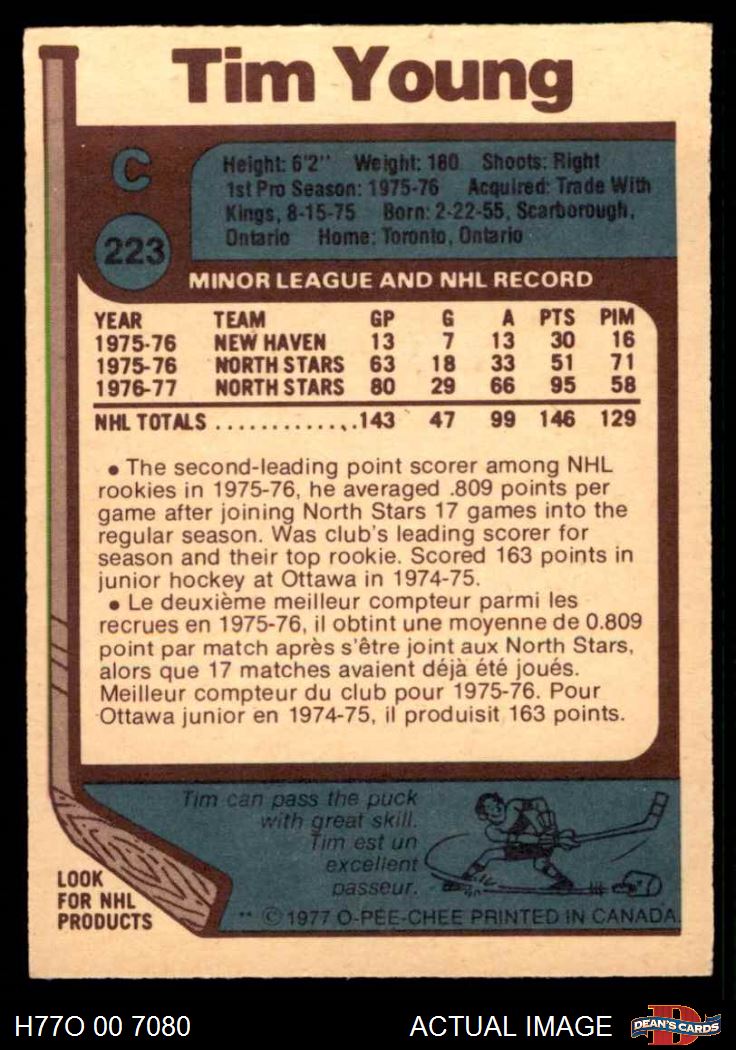 Tim Young
C
223
Height: 6'2" Weight: 180 Shoots: Right
1st Pro Season: 1975-76 Acquired: Trade With
Kings, 8-15-75 Born: 2-22-55, Scarborough,
Ontario Home: Toronto, Ontario
MINOR LEAGUE AND NHL RECORD
YEAR TEAM GP G A PTS PIM
1975-76 NEW HAVEN 13 7 13 30 16
1975-76 NORTH STARS 63 18 33 51 71
1976-77 NORTH STARS 80 29 66 95 58
NHL TOTALS ............. 143 47 99 146 129
• The second-leading point scorer among NHL
rookies in 1975-76, he averaged .809 points per
game after joining North Stars 17 games into the
regular season. Was club's leading scorer for
season and their top rookie. Scored 163 points in
junior hockey at Ottawa in 1974-75.
• Le deuxième meilleur compteur parmi les
recrues en 1975-76, il obtint une moyenne de 0.809
point par match après s'être joint aux North Stars,
alors que 17 matches avaient déjà été joués.
Meilleur compteur du club pour 1975-76. Pour
Ottawa junior en 1974-75, il produisit 163 points.
Tim can pass the puck
with great skill.
Tim est un
excellent
passeur.
LOOK
FOR NHL
PRODUCTS
** © 1977 O-PEE-CHEE PRINTED IN CANADA
H77O 00 7080
ACTUAL IMAGE
D
DEAN'S CARDS